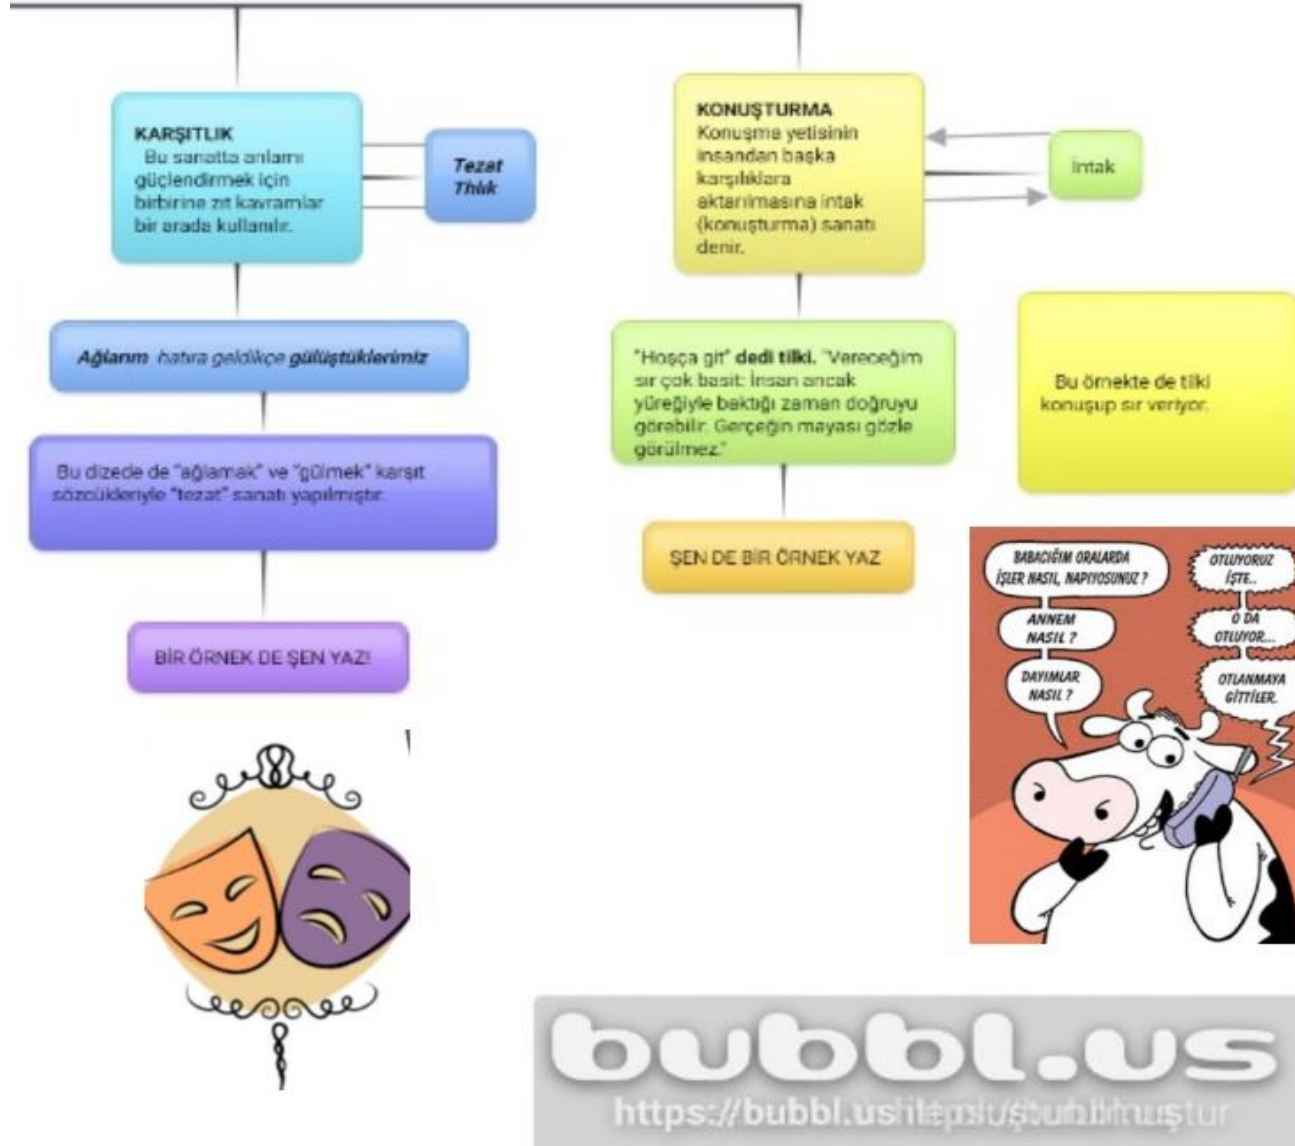 KARŞITLIK
Bu sanatta anlamı
güçlendirmek için
birbirine zıt kavramlar
bir arada kullanılır.
Tezat
Thlık
Ağlarım hatıra geldikçe gülüştüklerimiz
Bu dizede de "ağlamak" ve "gülmek" karşıt
sözcükleriyle "tezat" sanatı yapılmıştır.
BİR ÖRNEK DE ŞEN YAZ!
KONUŞTURMA
Konuşma yetisinin
insandan başka
karşılıklara
aktarılmasına intak
(konuşturma) sanatı
denir.
İntak
"Hoşça git" dedi tilki. "Vereceğim
sır çok basit: İnsan ancak
yüreğiyle baktığı zaman doğruyu
görebilir. Gerçeğin mayası gözle
görülmez."
Bu örnekte de tilki
konuşup sır veriyor.
ŞEN DE BİR ÖRNEK YAZ
BABACIĞIM ORALARDA
İŞLER NASIL, NAPIYOSUNUZ ?
ANNEM
NASIL ?
DAYIMLAR
NASIL ?
OTLUYORUZ
İŞTE..
O DA
OTLUYOR...
OTLANMAYA
GİTTİLER.
bubbl.us
https://bubbl.us